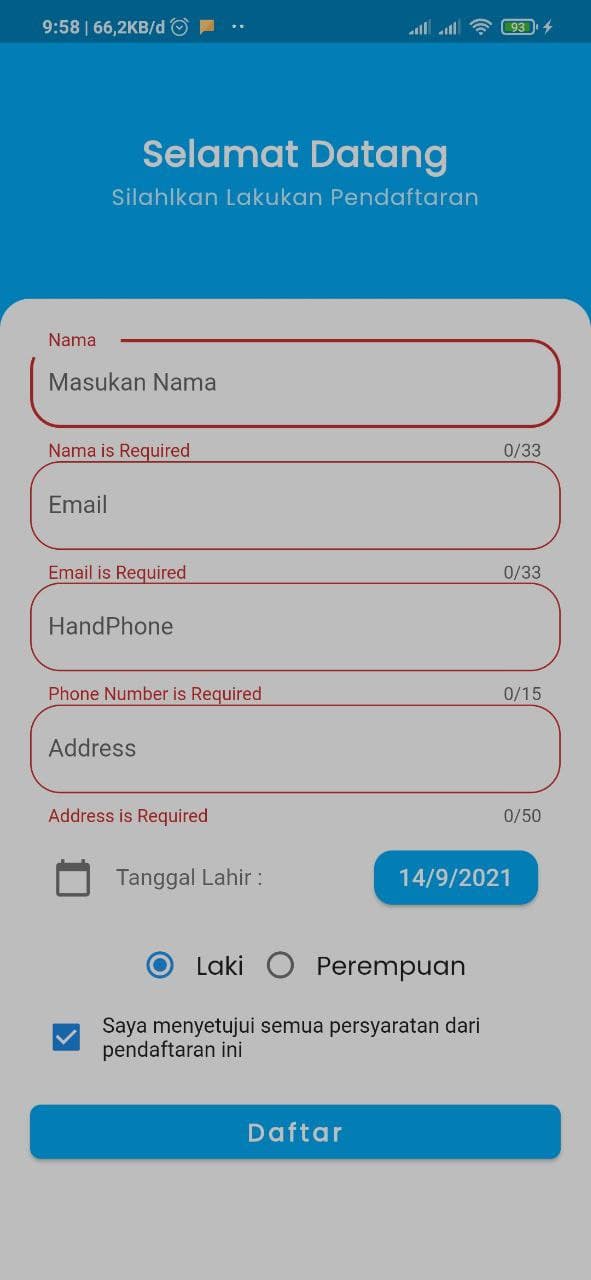 9:58 | 66,2KB/d
93
Selamat Datang
Silahlkan Lakukan Pendaftaran
Nama
Masukan Nama
Nama is Required 0/33
Email
Email is Required 0/33
HandPhone
Phone Number is Required 0/15
Address
Address is Required 0/50
Tanggal Lahir : 14/9/2021
Laki Perempuan
Saya menyetujui semua persyaratan dari
pendaftaran ini
Daftar